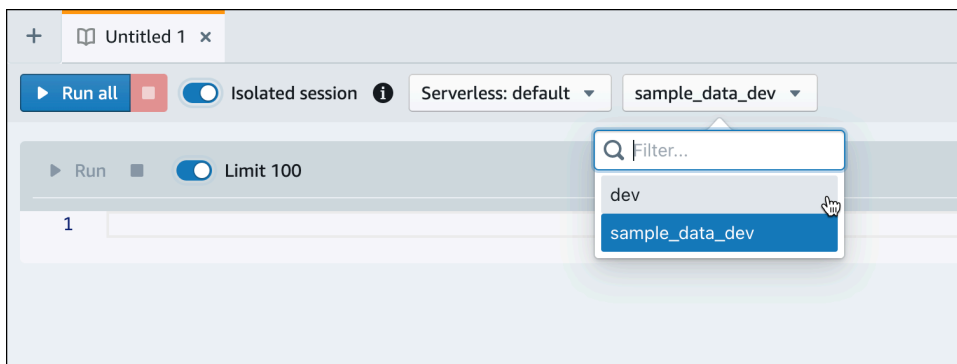 + Untitled 1 ×
Run all Isolated session i Serverless: default sample_data_dev
Filter...
Run Limit 100
dev
1
sample_data_dev